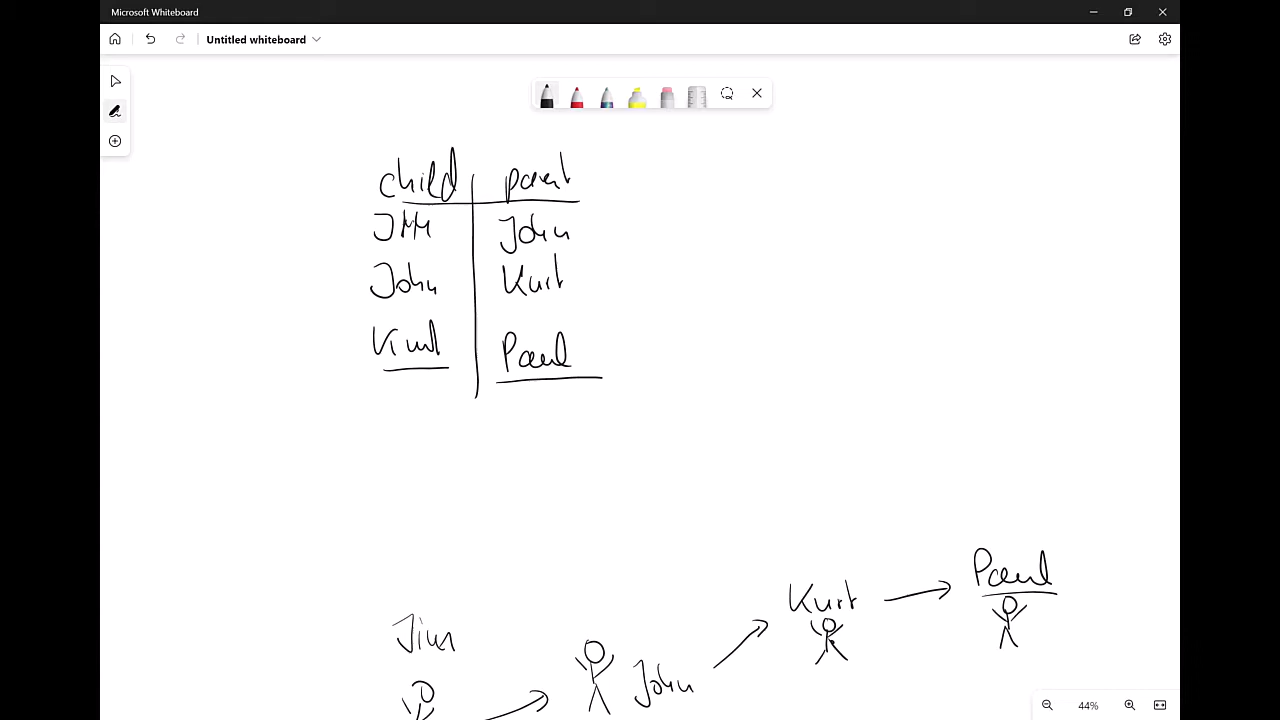 Microsoft Whiteboard
Untitled whiteboard
child parent
JIM John
John Kurt
Kurt Paul
Paul
Kurt
Jim
John
44%